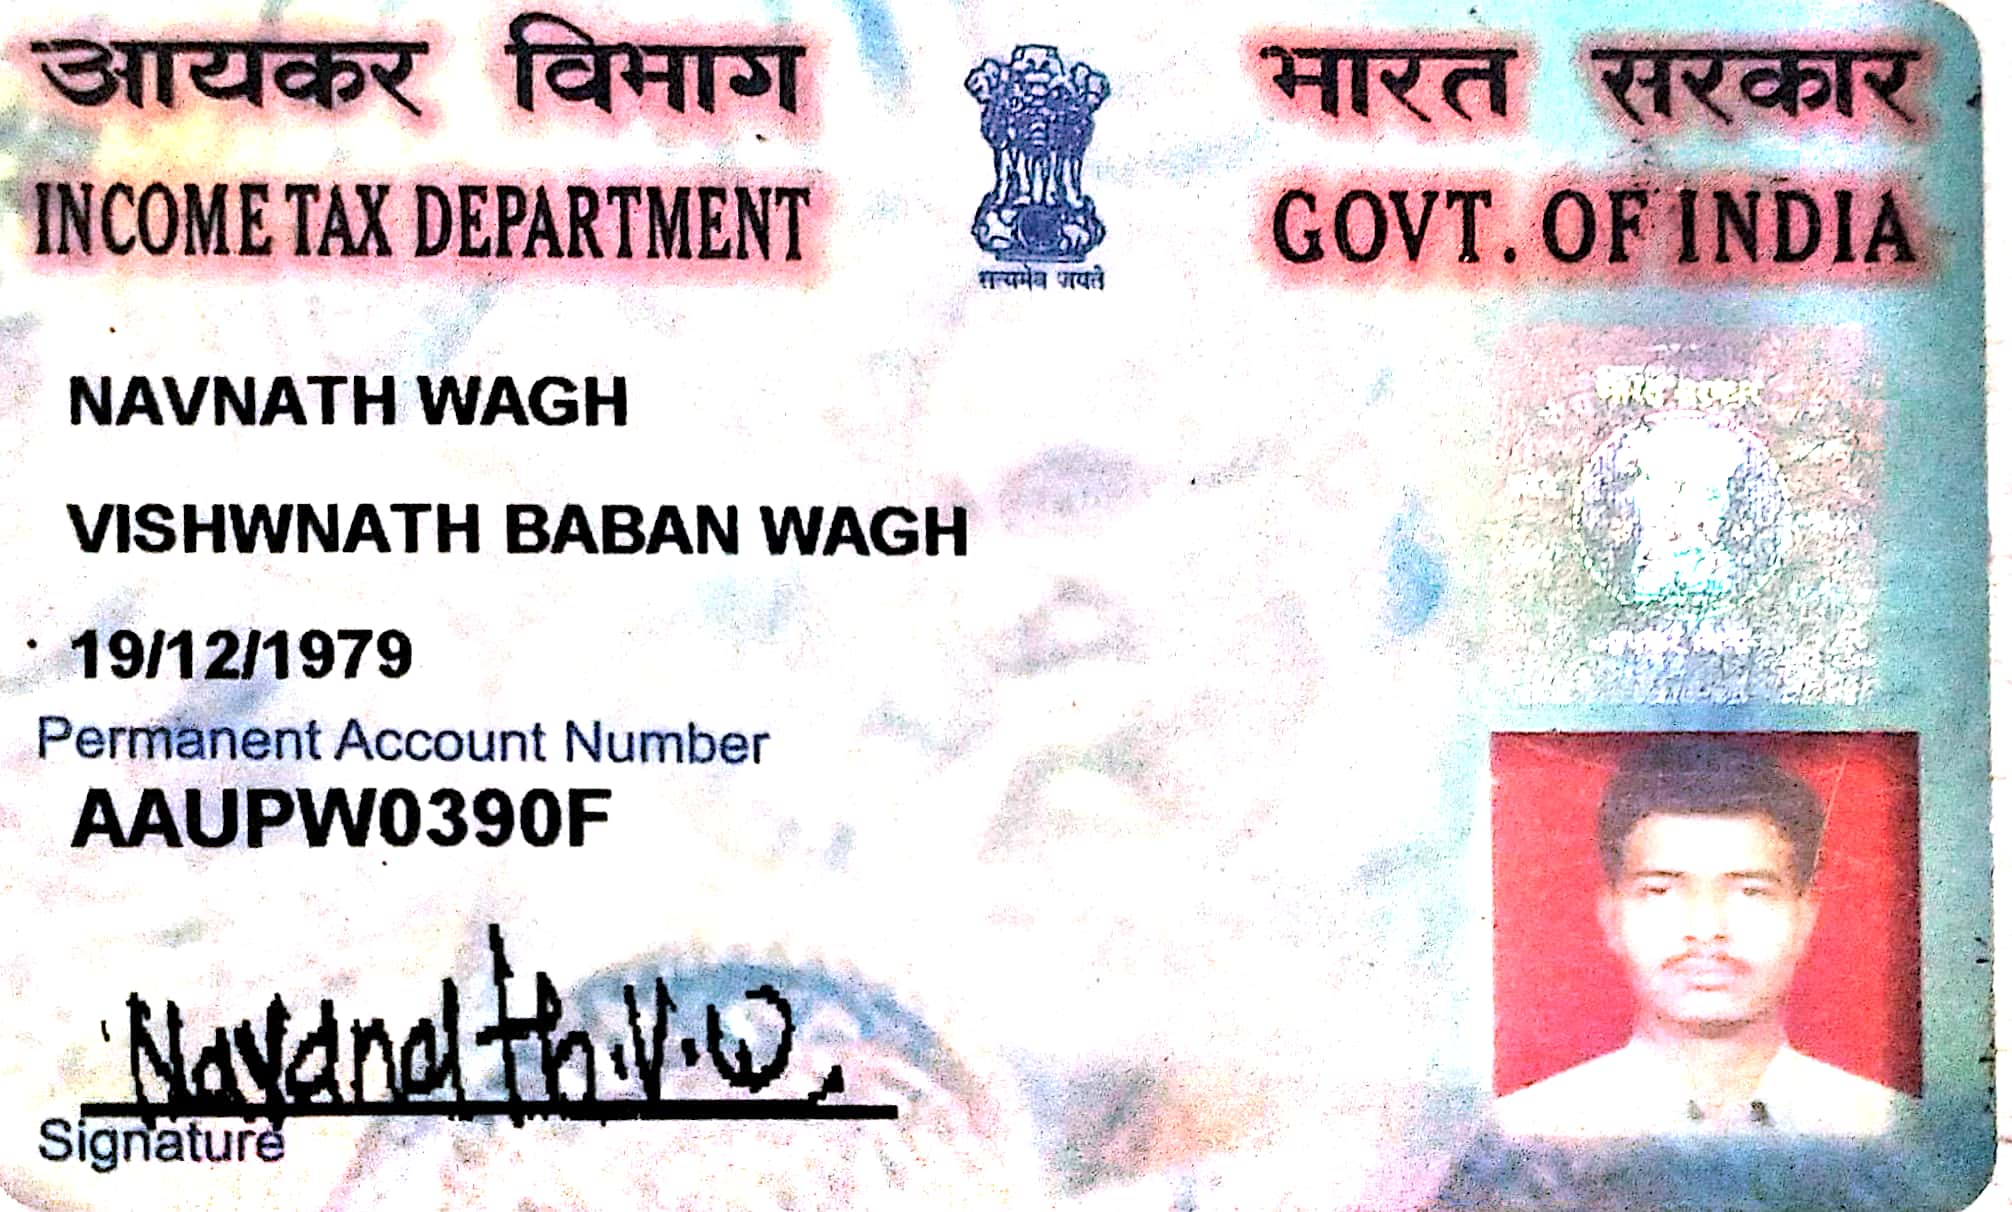 आयकर विभाग
भारत सरकार
INCOME TAX DEPARTMENT
GOVT. OF INDIA
सत्यमेव जयते
NAVNATH WAGH
VISHWNATH BABAN WAGH
19/12/1979
Permanent Account Number
AAUPW0390F
Navanath.V.W.
Signature